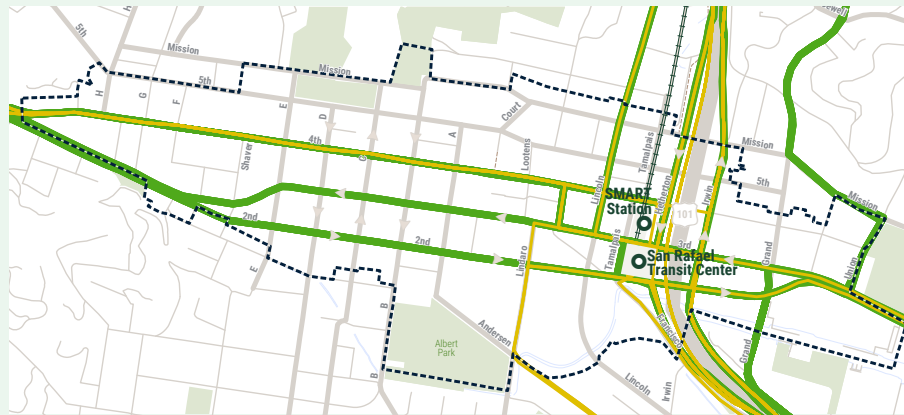 5th
H
Mission
5th
Mission
H
G
F
E
D
4th
C
A
Court
Lootens
Shaver
Lincoln
Tamalpais
Hetherton
Irwin
Mission
5th
Mission
SMART
Station
101
3rd
San Rafael
Transit Center
Tamalpais
Grand
Union
2nd
2nd
E
B
B
Lindaro
Andersen
Albert
Park
Francisco
Lincoln
Irwin
Grand